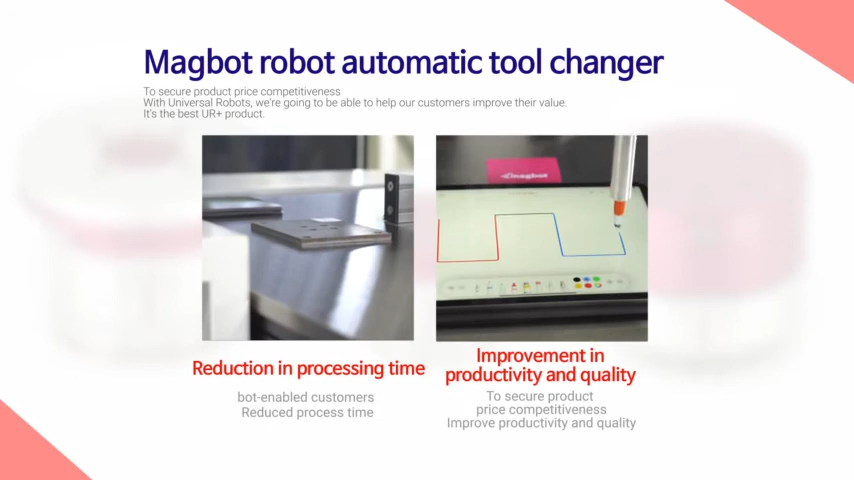 Magbot robot automatic tool changer
To secure product price competitiveness
With Universal Robots, we're going to be able to help our customers improve their value.
It's the best UR+ product.
magbot
Reduction in processing time
bot-enabled customers
Reduced process time
Improvement in
productivity and quality
To secure product
price competitiveness
Improve productivity and quality